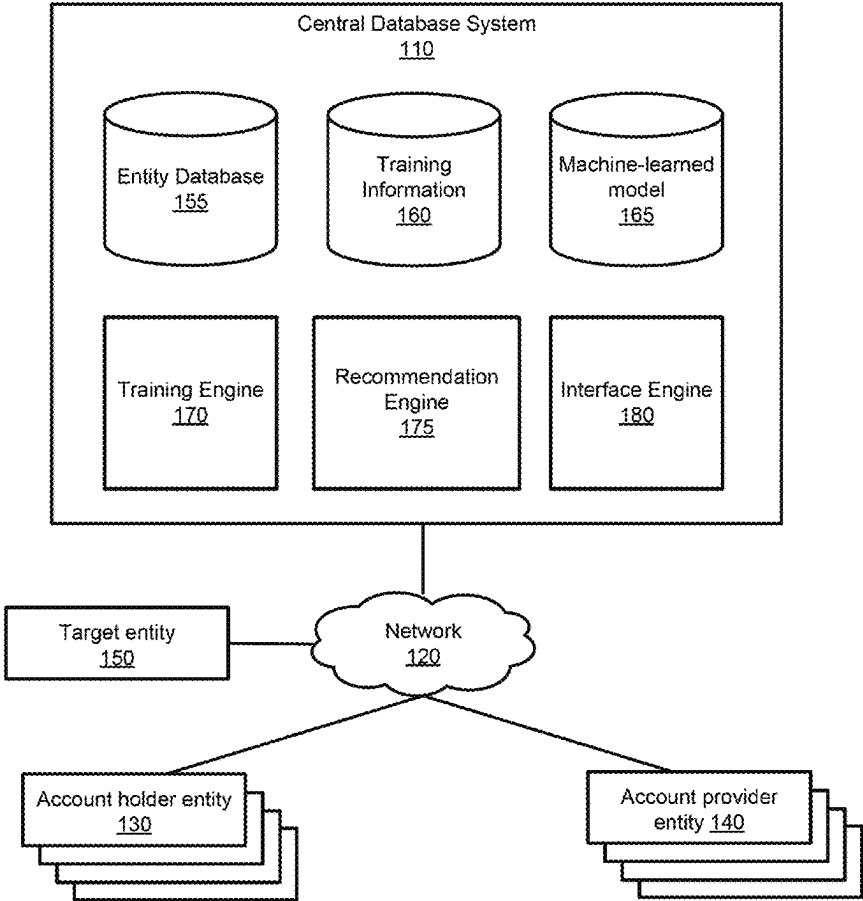 Central Database System
110
Entity Database
155
Training
Information
160
Machine-learned
model
165
Training Engine
170
Recommendation
Engine
175
Interface Engine
180
Target entity
150
Network
120
Account holder entity
130
Account provider
entity 140